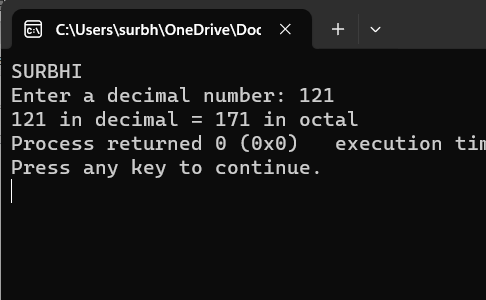 C:\Users\surbh\OneDrive\Doc
SURBHI
Enter a decimal number: 121
121 in decimal = 171 in octal
Process returned 0 (0x0)   execution tim
Press any key to continue.